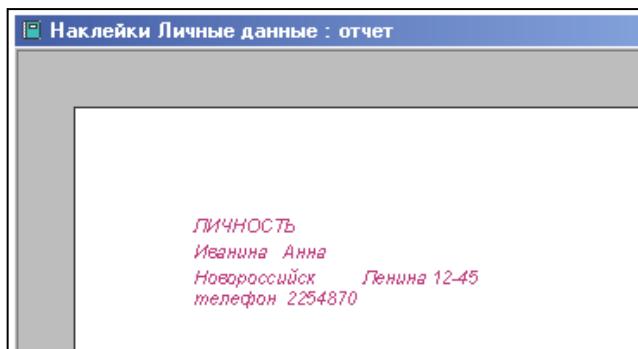 Наклейки Личные данные : отчет
ЛИЧНОСТЬ
Иванина Анна
Новороссийск Ленина 12-45
телефон 2254870